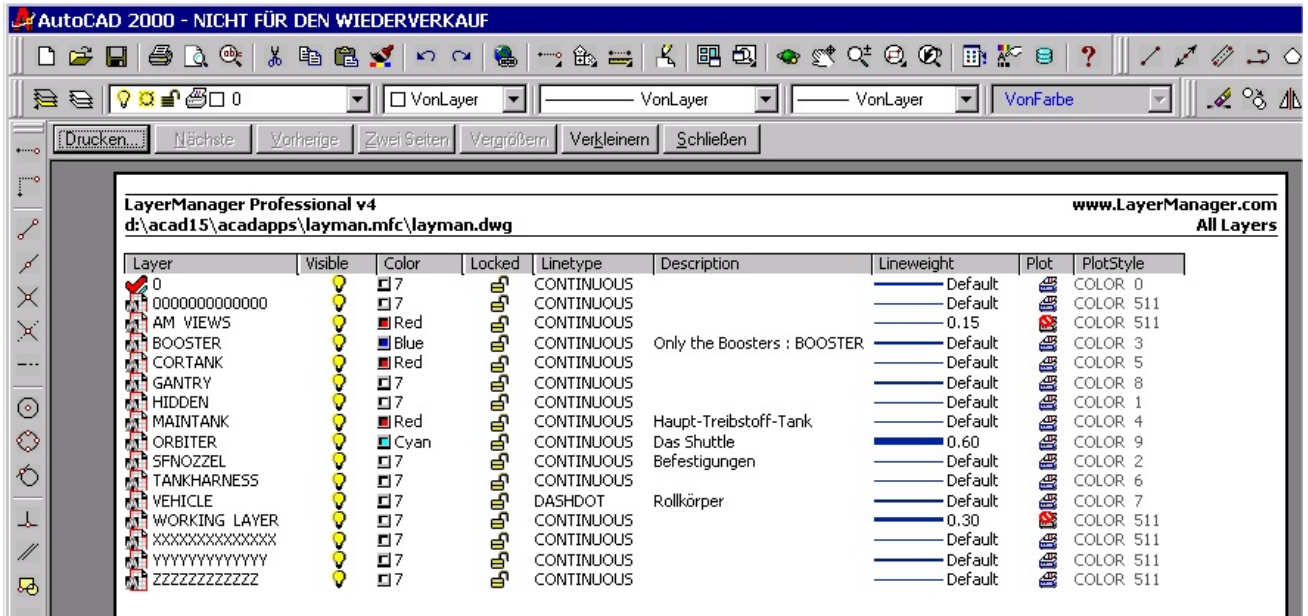 AutoCAD 2000 - NICHT FÜR DEN WIEDERVERKAUF
0 VonLayer VonLayer VonLayer VonFarbe
Drucken... Nächste Vorherige Zwei Seiten Vergrößern Verkleinern Schließen
LayerManager Professional v4 www.LayerManager.com
d:\acad15\acadapps\layman.mfc\layman.dwg All Layers
Layer Visible Color Locked Linetype Description Lineweight Plot PlotStyle
0 7 CONTINUOUS Default COLOR 0
0000000000000 7 CONTINUOUS Default COLOR 511
AM_VIEWS Red CONTINUOUS 0.15 COLOR 511
BOOSTER Blue CONTINUOUS Only the Boosters : BOOSTER Default COLOR 3
CORTANK Red CONTINUOUS Default COLOR 5
GANTRY 7 CONTINUOUS Default COLOR 8
HIDDEN 7 CONTINUOUS Default COLOR 1
MAINTANK Red CONTINUOUS Haupt-Treibstoff-Tank Default COLOR 4
ORBITER Cyan CONTINUOUS Das Shuttle 0.60 COLOR 9
SFNOZZEL 7 CONTINUOUS Befestigungen Default COLOR 2
TANKHARNESS 7 CONTINUOUS Default COLOR 6
VEHICLE 7 DASHDOT Rollkörper Default COLOR 7
WORKING_LAYER 7 CONTINUOUS 0.30 COLOR 511
XXXXXXXXXXXXXX 7 CONTINUOUS Default COLOR 511
YYYYYYYYYYYYY 7 CONTINUOUS Default COLOR 511
ZZZZZZZZZZZZ 7 CONTINUOUS Default COLOR 511